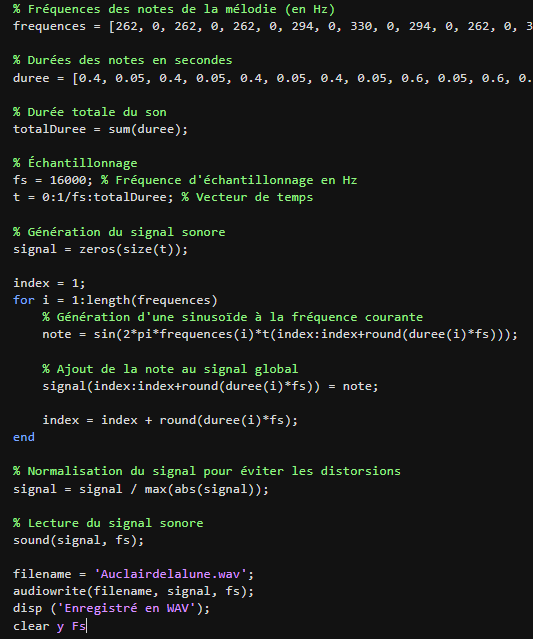 % Fréquences des notes de la mélodie (en Hz)
frequences = [262, 0, 262, 0, 262, 0, 294, 0, 330, 0, 294, 0, 262, 0, 3
% Durées des notes en secondes
duree = [0.4, 0.05, 0.4, 0.05, 0.4, 0.05, 0.4, 0.05, 0.6, 0.05, 0.6, 0.
% Durée totale du son
totalDuree = sum(duree);
% Échantillonnage
fs = 16000; % Fréquence d'échantillonnage en Hz
t = 0:1/fs:totalDuree; % Vecteur de temps
% Génération du signal sonore
signal = zeros(size(t));
index = 1;
for i = 1:length(frequences)
% Génération d'une sinusoïde à la fréquence courante
note = sin(2*pi*frequences(i)*t(index:index+round(duree(i)*fs)));
% Ajout de la note au signal global
signal(index:index+round(duree(i)*fs)) = note;
index = index + round(duree(i)*fs);
end
% Normalisation du signal pour éviter les distorsions
signal = signal / max(abs(signal));
% Lecture du signal sonore
sound(signal, fs);
filename = 'Auclairdelalune.wav';
audiowrite(filename, signal, fs);
disp ('Enregistré en WAV');
clear y Fs